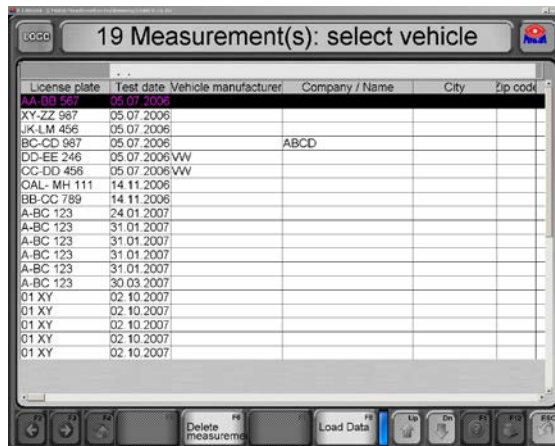 LOGO
19 Measurement(s): select vehicle
. .
License plate Test date Vehicle manufacturer Company / Name City Zip code
AA-BB 567 05.07.2006
XY-ZZ 987 05.07.2006
JK-LM 456 05.07.2006
BC-CD 987 05.07.2006 ABCD
DD-EE 246 05.07.2006 VW
CC-DD 456 05.07.2006 VW
OAL- MH 111 14.11.2006
BB-CC 789 14.11.2006
A-BC 123 24.01.2007
A-BC 123 31.01.2007
A-BC 123 31.01.2007
A-BC 123 31.01.2007
A-BC 123 31.01.2007
A-BC 123 30.03.2007
01 XY 02.10.2007
01 XY 02.10.2007
01 XY 02.10.2007
01 XY 02.10.2007
01 XY 02.10.2007
F2 F3 F4 F6 F8 Up Dn F1 F12 ESC
Delete Load Data
measureme